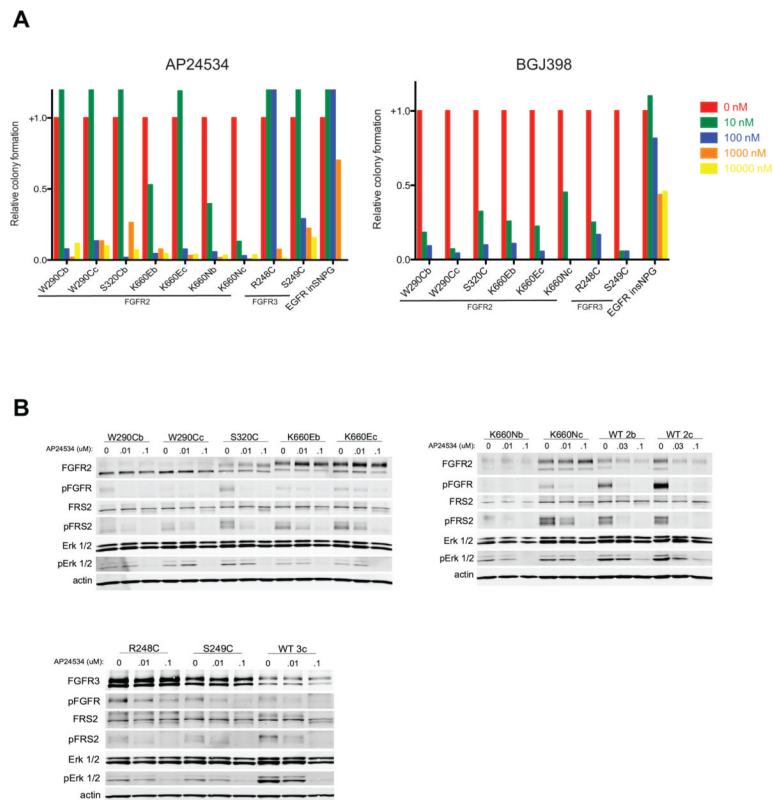 A
AP24534
BGJ398
Relative colony formation
+1.0
0.5
0.0
W290Cb
W290Cc
S320Cb
K660Eb
K660Ec
K660Nb
K660Nc
R248C
S249C
EGFR insNPG
FGFR2
FGFR3
Relative colony formation
+1.0
0.5
0.0
W290Cb
W290Cc
S320C
K660Eb
K660Ec
K660Nc
R248C
S249C
EGFR insNPG
FGFR2
FGFR3
0 nM
10 nM
100 nM
1000 nM
10000 nM
B
W290Cb W290Cc S320C K660Eb K660Ec
AP24534 (uM): 0 .01 .1 0 .01 .1 0 .01 .1 0 .01 .1 0 .01 .1
FGFR2
pFGFR
FRS2
pFRS2
Erk 1/2
pErk 1/2
actin
K660Nb K660Nc WT 2b WT 2c
AP24534 (uM): 0 .01 .1 0 .01 .1 0 .03 .1 0 .03 .1
FGFR2
pFGFR
FRS2
pFRS2
Erk 1/2
pErk 1/2
actin
R248C S249C WT 3c
AP24534 (uM): 0 .01 .1 0 .01 .1 0 .01 .1
FGFR3
pFGFR
FRS2
pFRS2
Erk 1/2
pErk 1/2
actin